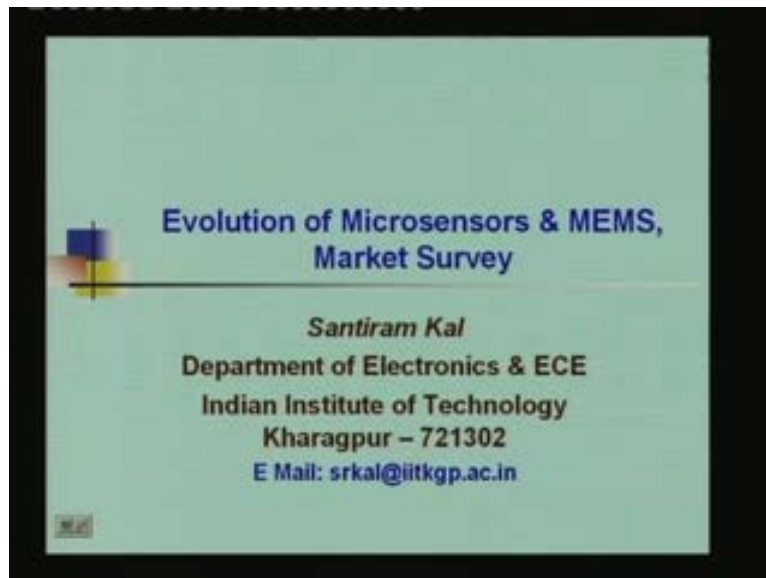 Evolution of Microsensors & MEMS,
Market Survey
Santiram Kal
Department of Electronics & ECE
Indian Institute of Technology
Kharagpur – 721302
E Mail: srkal@iitkgp.ac.in